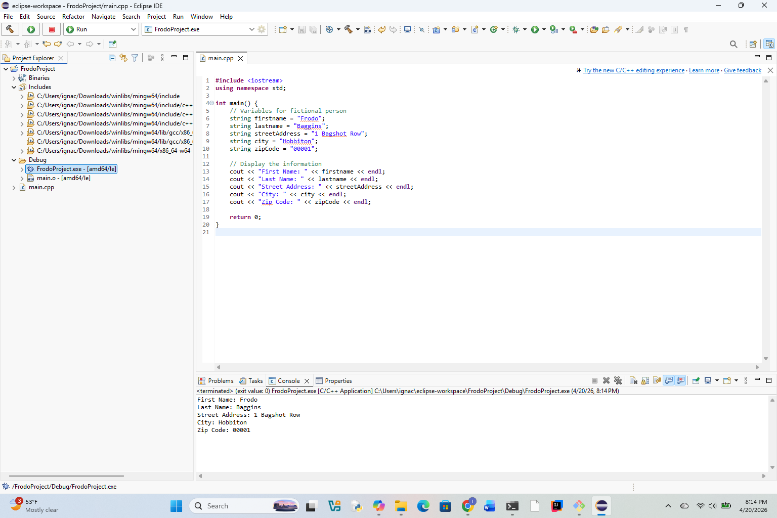 eclipse-workspace - FrodoProject/main.cpp - Eclipse IDE
File Edit Source Refactor Navigate Search Project Run Window Help
Run FrodoProject.exe
Project Explorer
FrodoProject
Binaries
Includes
C:/Users/ignac/Downloads/winlibs/mingw64/include
C:/Users/ignac/Downloads/winlibs/mingw64/include/c++
C:/Users/ignac/Downloads/winlibs/mingw64/include/c++
C:/Users/ignac/Downloads/winlibs/mingw64/include/c++
C:/Users/ignac/Downloads/winlibs/mingw64/lib/gcc/x86_
C:/Users/ignac/Downloads/winlibs/mingw64/lib/gcc/x86_
C:/Users/ignac/Downloads/winlibs/mingw64/x86_64-w64
Debug
FrodoProject.exe - [amd64/le]
main.o - [amd64/le]
main.cpp
main.cpp
Try the new C/C++ editing experience · Learn more · Give feedback
1 #include <iostream>
2 using namespace std;
3
4 int main() {
5 // Variables for fictional person
6 string firstname = "Frodo";
7 string lastname = "Baggins";
8 string streetAddress = "1 Bagshot Row";
9 string city = "Hobbiton";
10 string zipCode = "00001";
11
12 // Display the information
13 cout << "First Name: " << firstname << endl;
14 cout << "Last Name: " << lastname << endl;
15 cout << "Street Address: " << streetAddress << endl;
16 cout << "City: " << city << endl;
17 cout << "Zip Code: " << zipCode << endl;
18
19 return 0;
20 }
21
Problems Tasks Console Properties
<terminated> (exit value: 0) FrodoProject.exe [C/C++ Application] C:\Users\ignac\eclipse-workspace\FrodoProject\Debug\FrodoProject.exe (4/20/26, 8:14 PM)
First Name: Frodo
Last Name: Baggins
Street Address: 1 Bagshot Row
City: Hobbiton
Zip Code: 00001
/FrodoProject/Debug/FrodoProject.exe
53°F
Mostly clear
Search
8:14 PM
4/20/2026